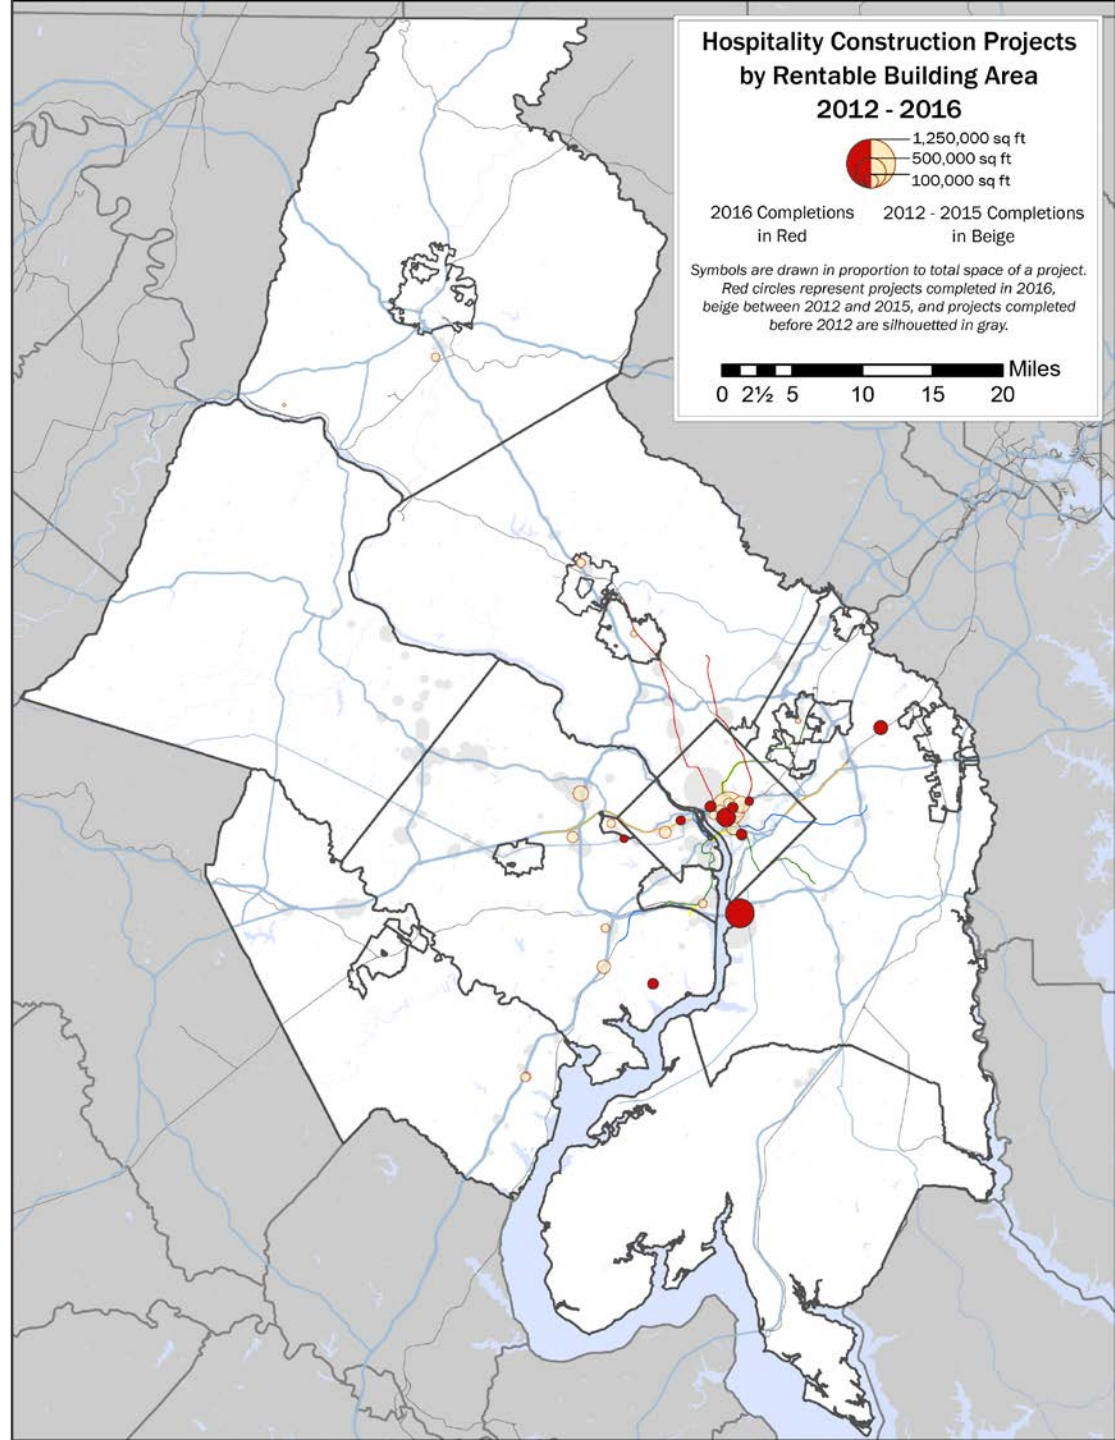 Hospitality Construction Projects
by Rentable Building Area
2012 - 2016
1,250,000 sq ft
500,000 sq ft
100,000 sq ft
2016 Completions
in Red
2012 - 2015 Completions
in Beige
Symbols are drawn in proportion to total space of a project.
Red circles represent projects completed in 2016,
beige between 2012 and 2015, and projects completed
before 2012 are silhouetted in gray.
Miles
0 2½ 5 10 15 20